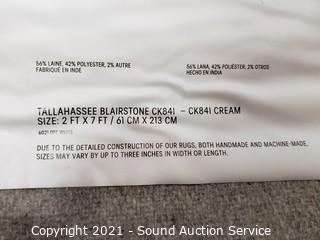 56% LAINE, 42% POLYESTER, 2% AUTRE
FABRIQUÉ EN INDE
56% LANA, 42% POLIÉSTER, 2% OTROS
HECHO EN INDIA
TALLAHASSEE BLAIRSTONE CK841 - CK841 CREAM
SIZE: 2 FT X 7 FT / 61 CM X 213 CM
DUE TO THE DETAILED CONSTRUCTION OF OUR RUGS, BOTH HANDMADE AND MACHINE-MADE.
SIZES MAY VARY BY UP TO THREE INCHES IN WIDTH OR LENGTH.
Copyright 2021 - Sound Auction Service